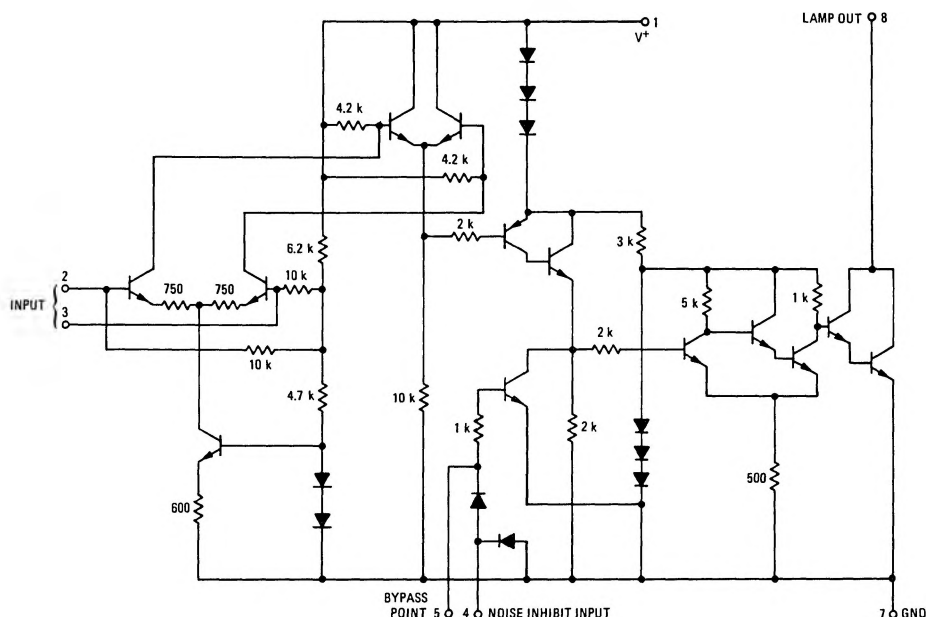 LAMP OUT 8
1
V+
4.2 k
4.2 k
2 k
3 k
6.2 k
2
750
750
10 k
5 k
1 k
INPUT
3
2 k
10 k
4.7 k
10 k
1 k
2 k
600
500
BYPASS
POINT 5 4 NOISE INHIBIT INPUT
7 GND